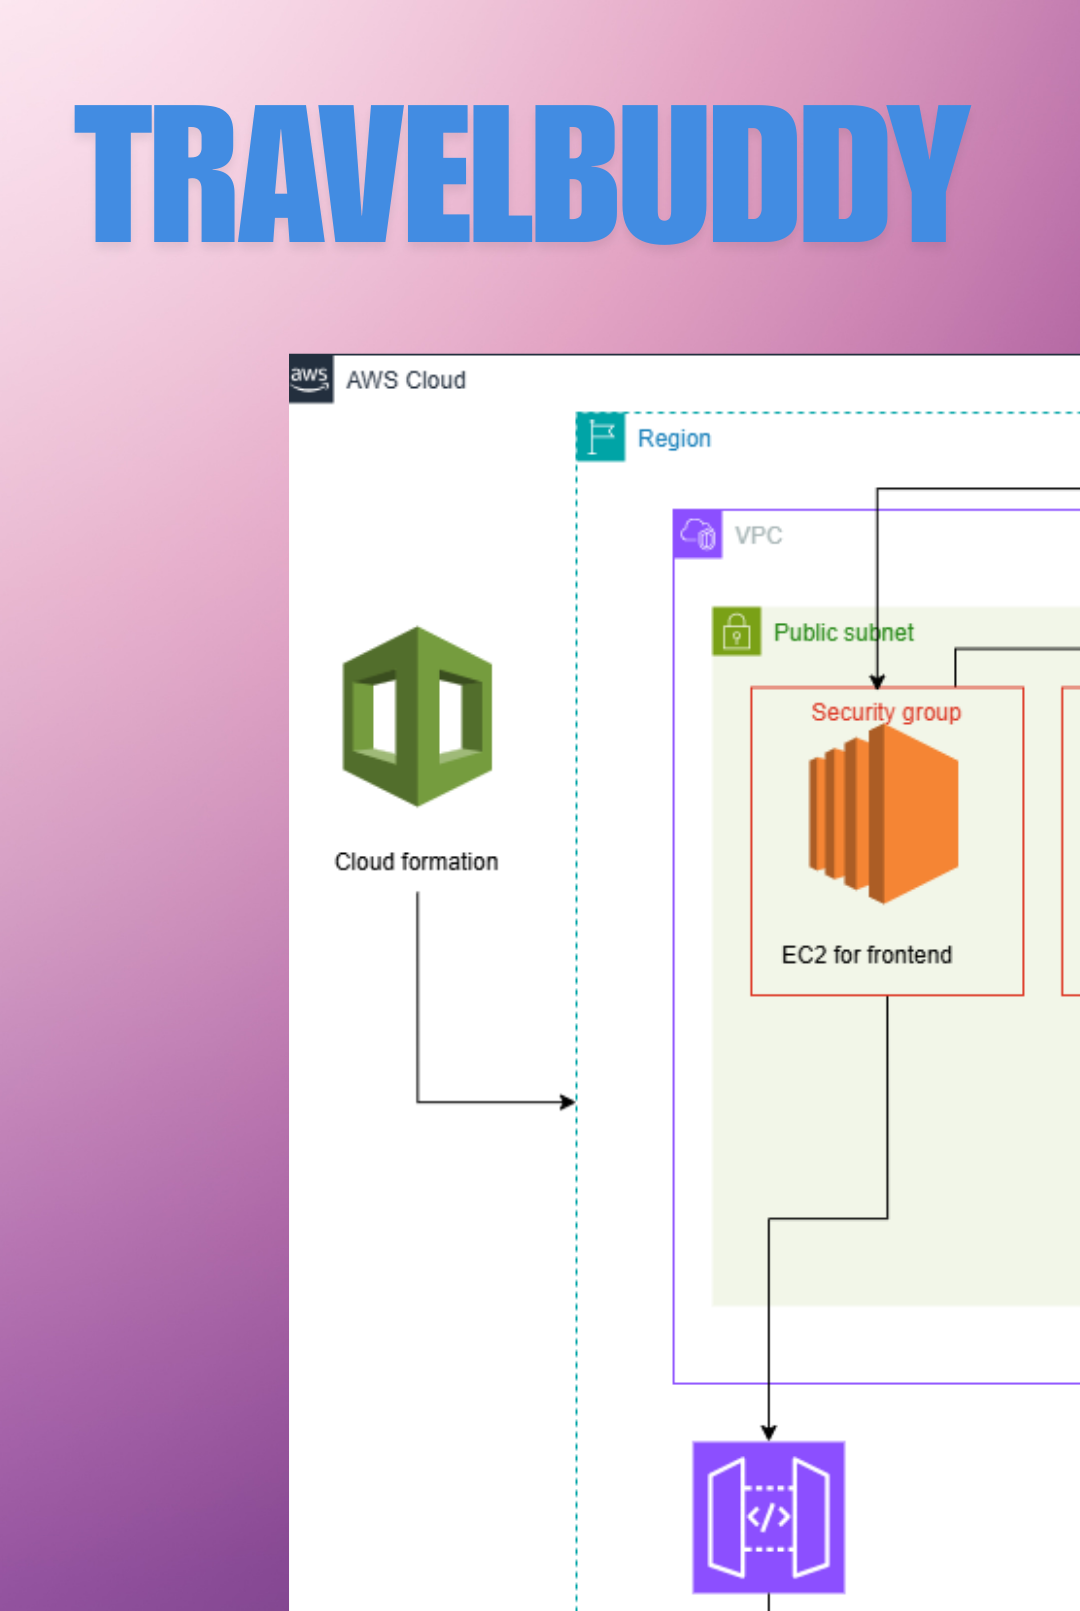 TRAVELBUDDY
aws
AWS Cloud
Region
VPC
Public subnet
Security group
Cloud formation
EC2 for frontend
</>